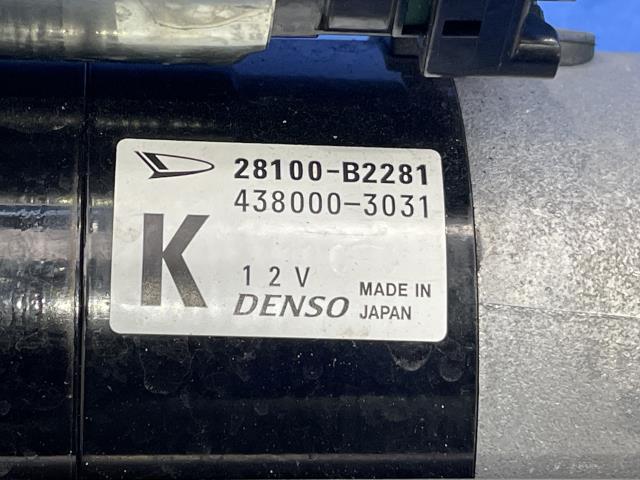 28100-B2281
438000-3031
K
12V
DENSO
MADE IN
JAPAN